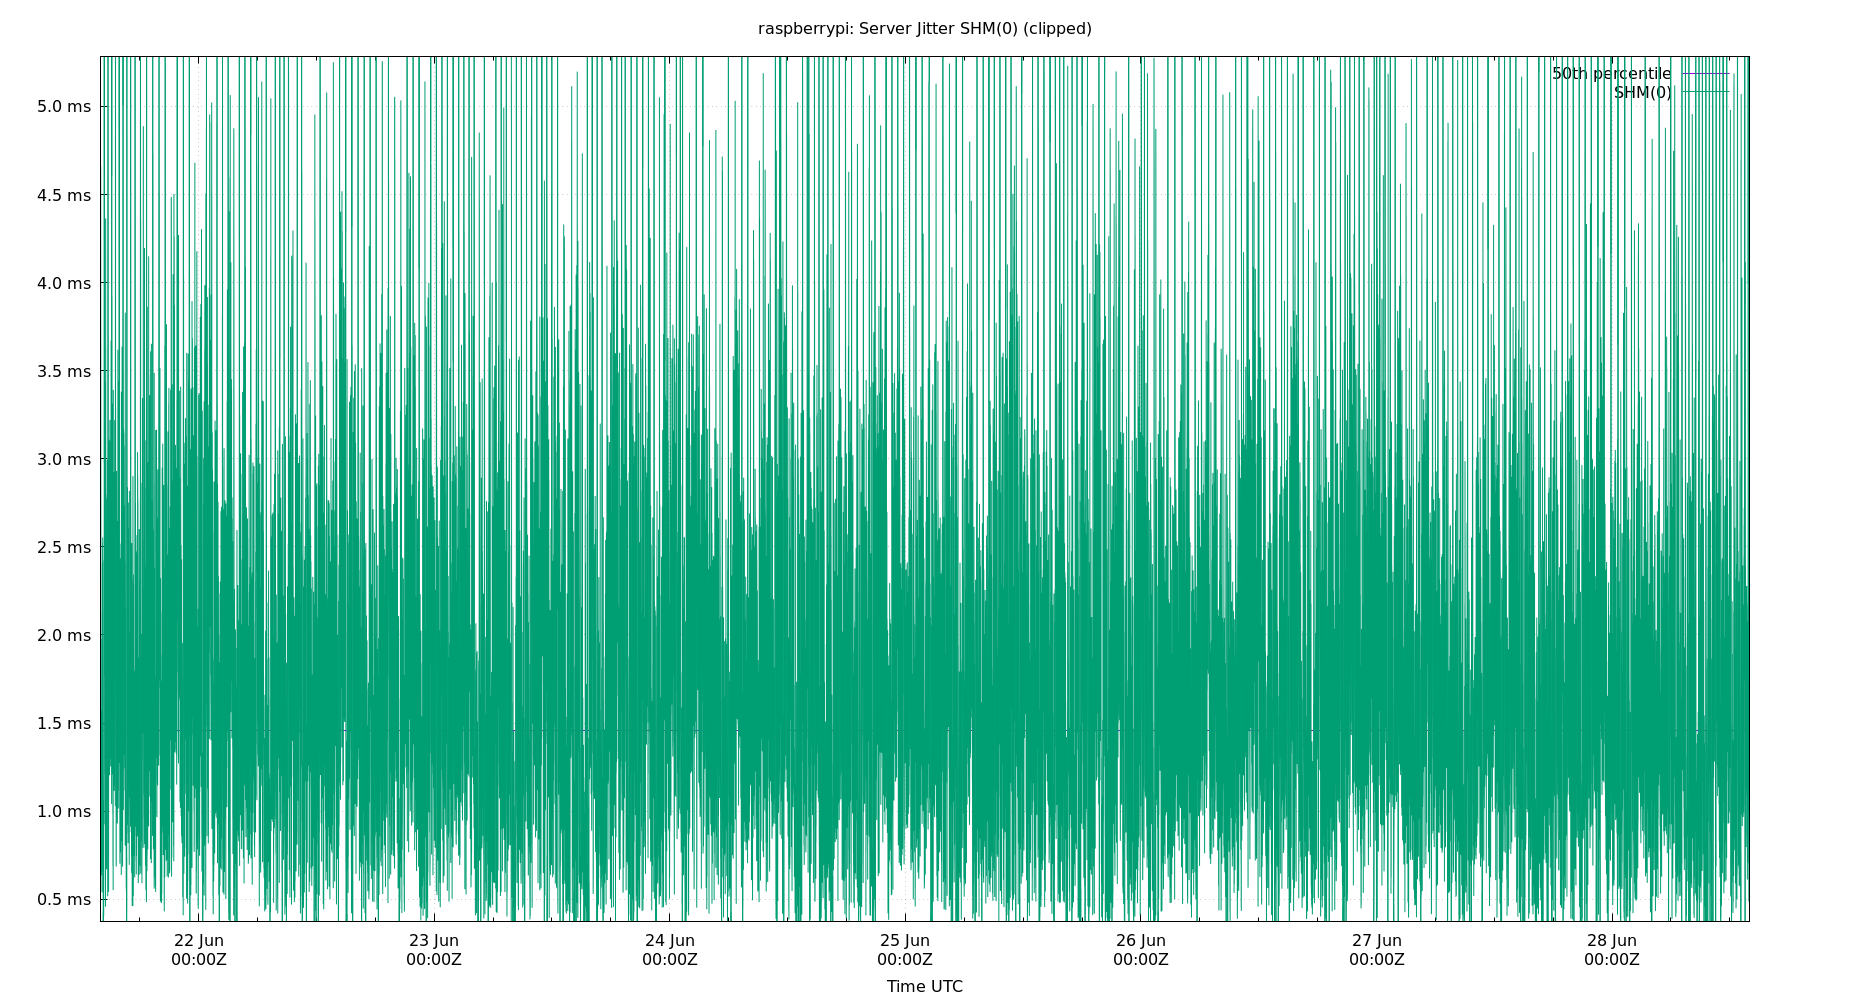 raspberrypi: Server Jitter SHM(0) (clipped)
50th percentile
SHM(0)
5.0 ms
4.5 ms
4.0 ms
3.5 ms
3.0 ms
2.5 ms
2.0 ms
1.5 ms
1.0 ms
0.5 ms
22 Jun 23 Jun 24 Jun 25 Jun 26 Jun 27 Jun 28 Jun
00:00Z 00:00Z 00:00Z 00:00Z 00:00Z 00:00Z 00:00Z
Time UTC